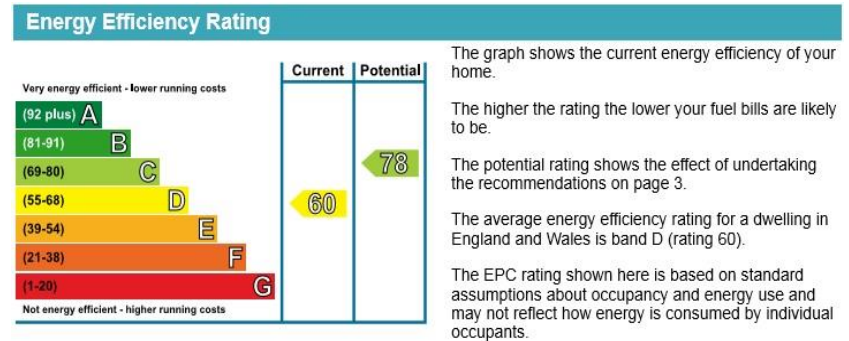 Energy Efficiency Rating
Current Potential
Very energy efficient - lower running costs
(92 plus) A
(81-91) B
(69-80) C
(55-68) D
(39-54) E
(21-38) F
(1-20) G
Not energy efficient - higher running costs
60
78
The graph shows the current energy efficiency of your
home.
The higher the rating the lower your fuel bills are likely
to be.
The potential rating shows the effect of undertaking
the recommendations on page 3.
The average energy efficiency rating for a dwelling in
England and Wales is band D (rating 60).
The EPC rating shown here is based on standard
assumptions about occupancy and energy use and
may not reflect how energy is consumed by individual
occupants.